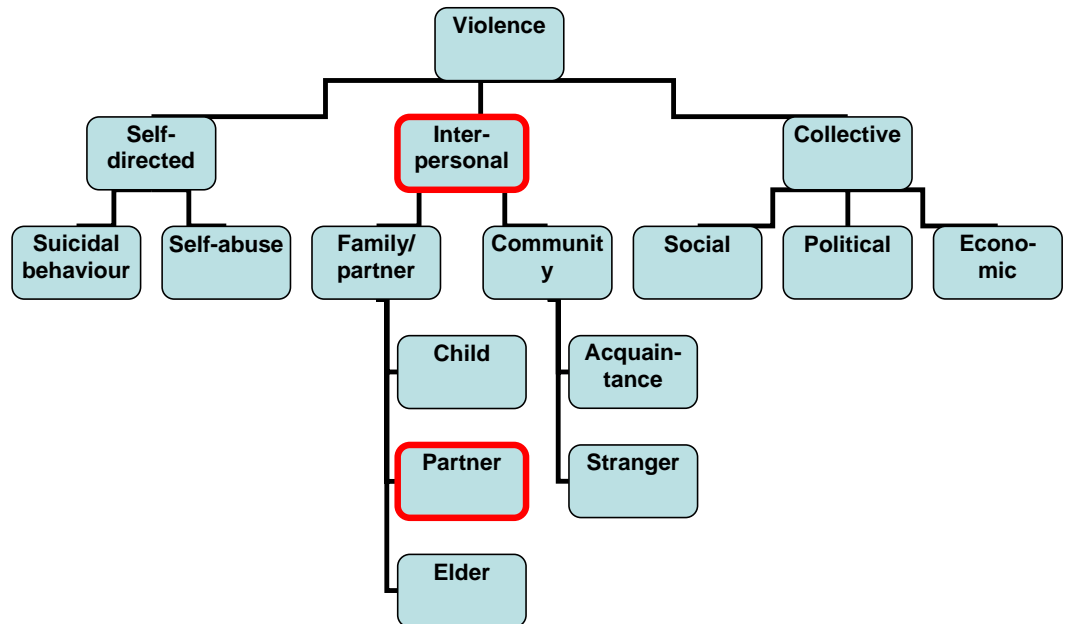 Violence
Self-
directed
Inter-
personal
Collective
Suicidal
behaviour
Self-abuse
Family/
partner
Communit
y
Social
Political
Econo-
mic
Child
Acquain-
tance
Partner
Stranger
Elder